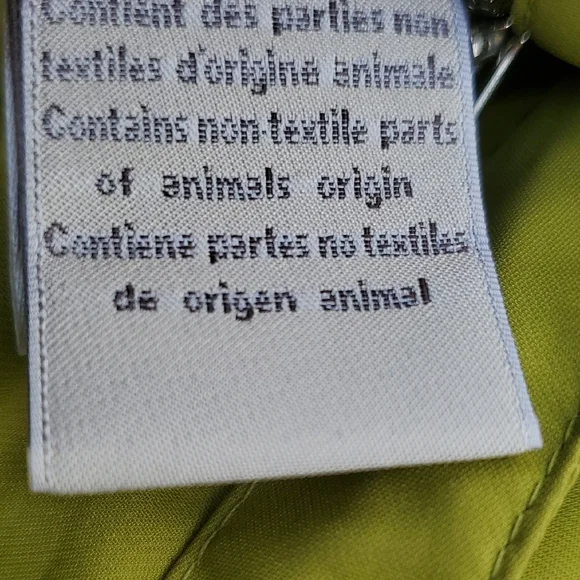 Contient des parties non
textiles d'origine animale
Contains non-textile parts
of animals origin
Contiene partes no textiles
de origen animal